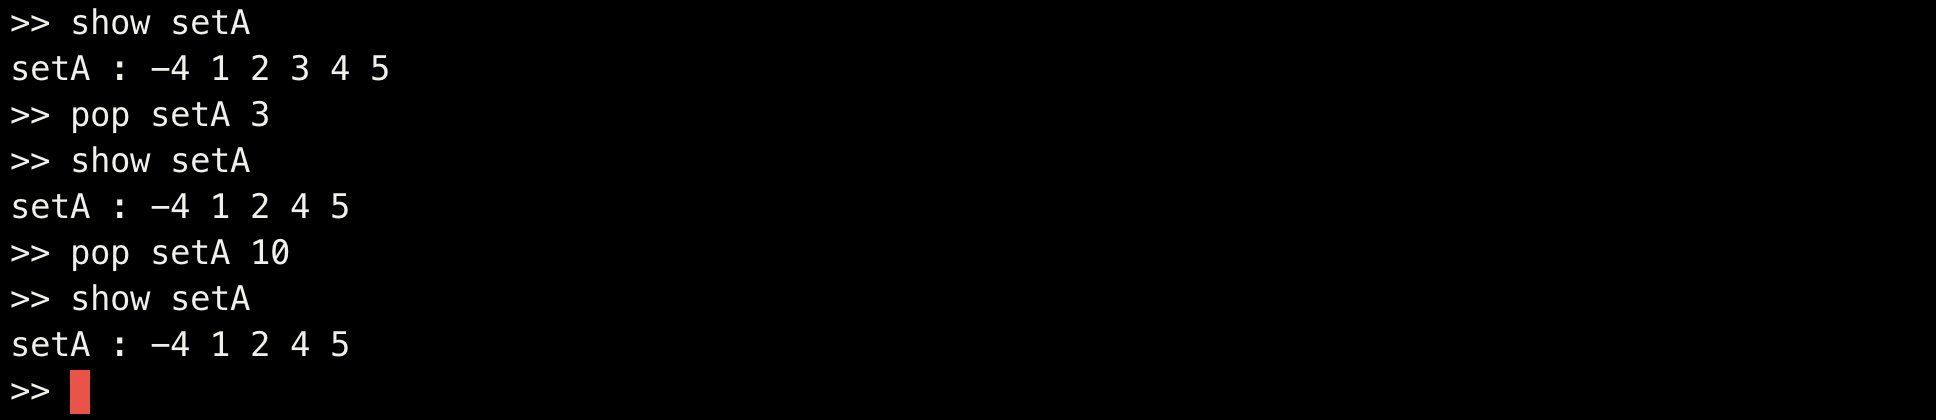 >> show setA
setA : −4 1 2 3 4 5
>> pop setA 3
>> show setA
setA : −4 1 2 4 5
>> pop setA 10
>> show setA
setA : −4 1 2 4 5
>>